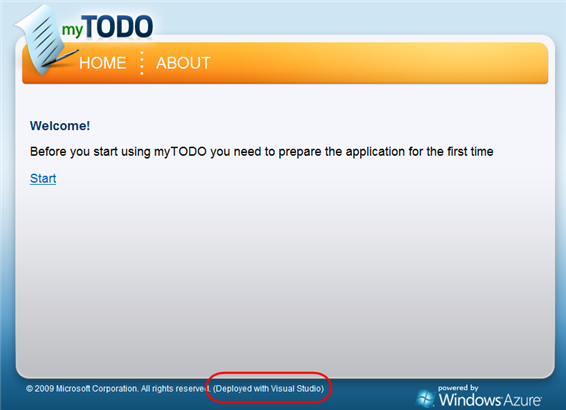 myTODO
HOME ABOUT
Welcome!
Before you start using myTODO you need to prepare the application for the first time
Start
© 2009 Microsoft Corporation. All rights reserved. (Deployed with Visual Studio)
powered by
Windows Azure